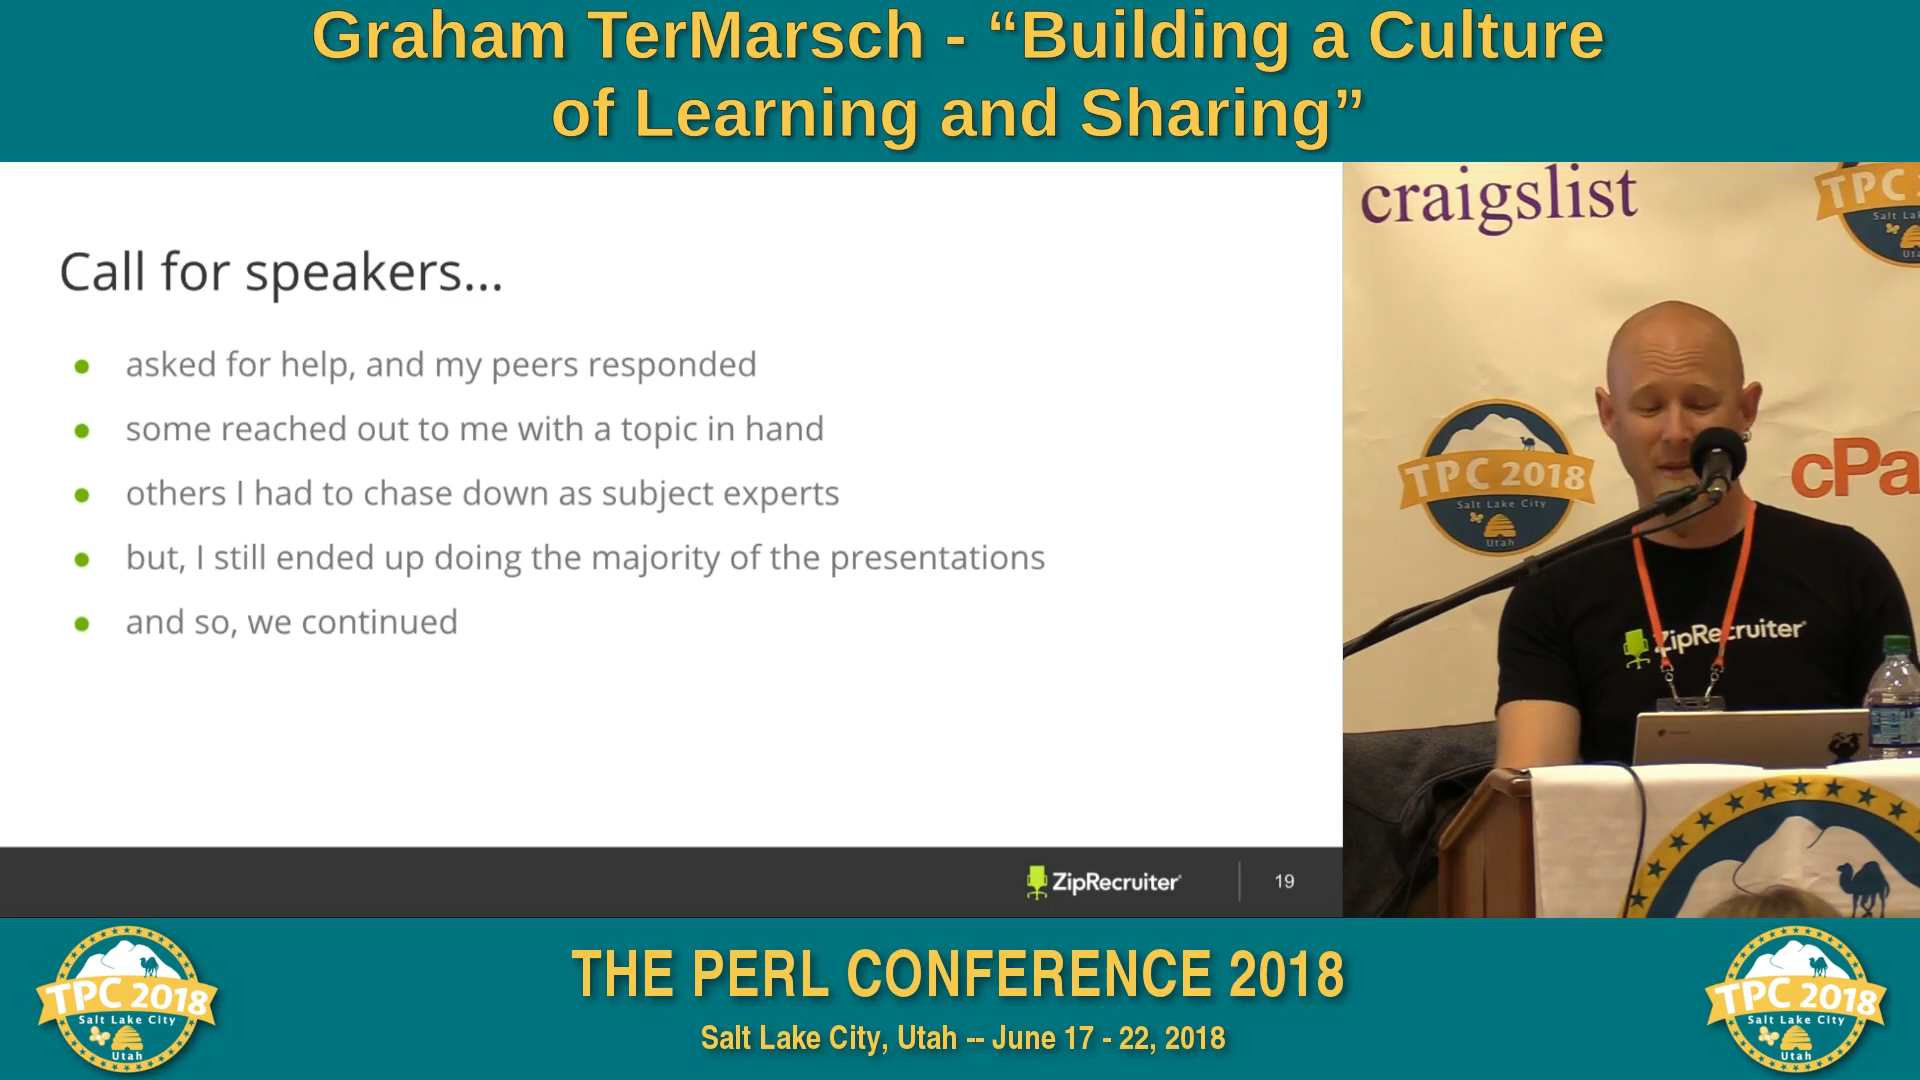 Graham TerMarsch - “Building a Culture
of Learning and Sharing”
Call for speakers...
asked for help, and my peers responded
some reached out to me with a topic in hand
others I had to chase down as subject experts
but, I still ended up doing the majority of the presentations
and so, we continued
ZipRecruiter
19
craigslist
TPC
Salt La
Ut
TPC 2018
Salt Lake City
Utah
cPa
ZipRecruiter
TPC 2018
Salt Lake City
Utah
THE PERL CONFERENCE 2018
Salt Lake City, Utah -- June 17 - 22, 2018
TPC 2018
Salt Lake City
Utah